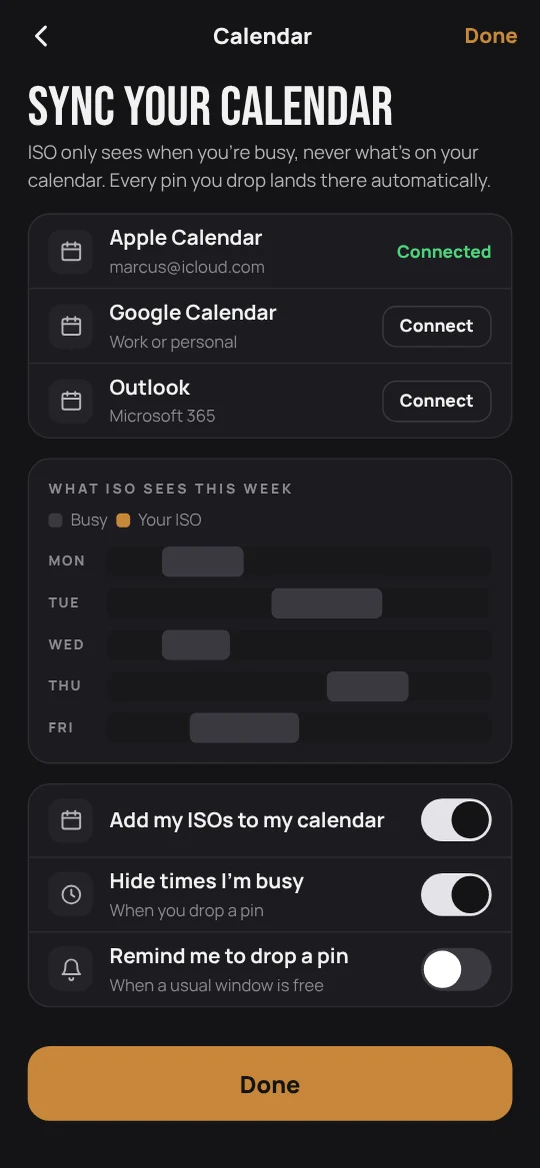 Calendar
Done
SYNC YOUR CALENDAR
ISO only sees when you're busy, never what's on your
calendar. Every pin you drop lands there automatically.
Apple Calendar
marcus@icloud.com
Connected
Google Calendar
Work or personal
Connect
Outlook
Microsoft 365
Connect
WHAT ISO SEES THIS WEEK
Busy
Your ISO
MON
TUE
WED
THU
FRI
Add my ISOs to my calendar
Hide times I'm busy
When you drop a pin
Remind me to drop a pin
When a usual window is free
Done